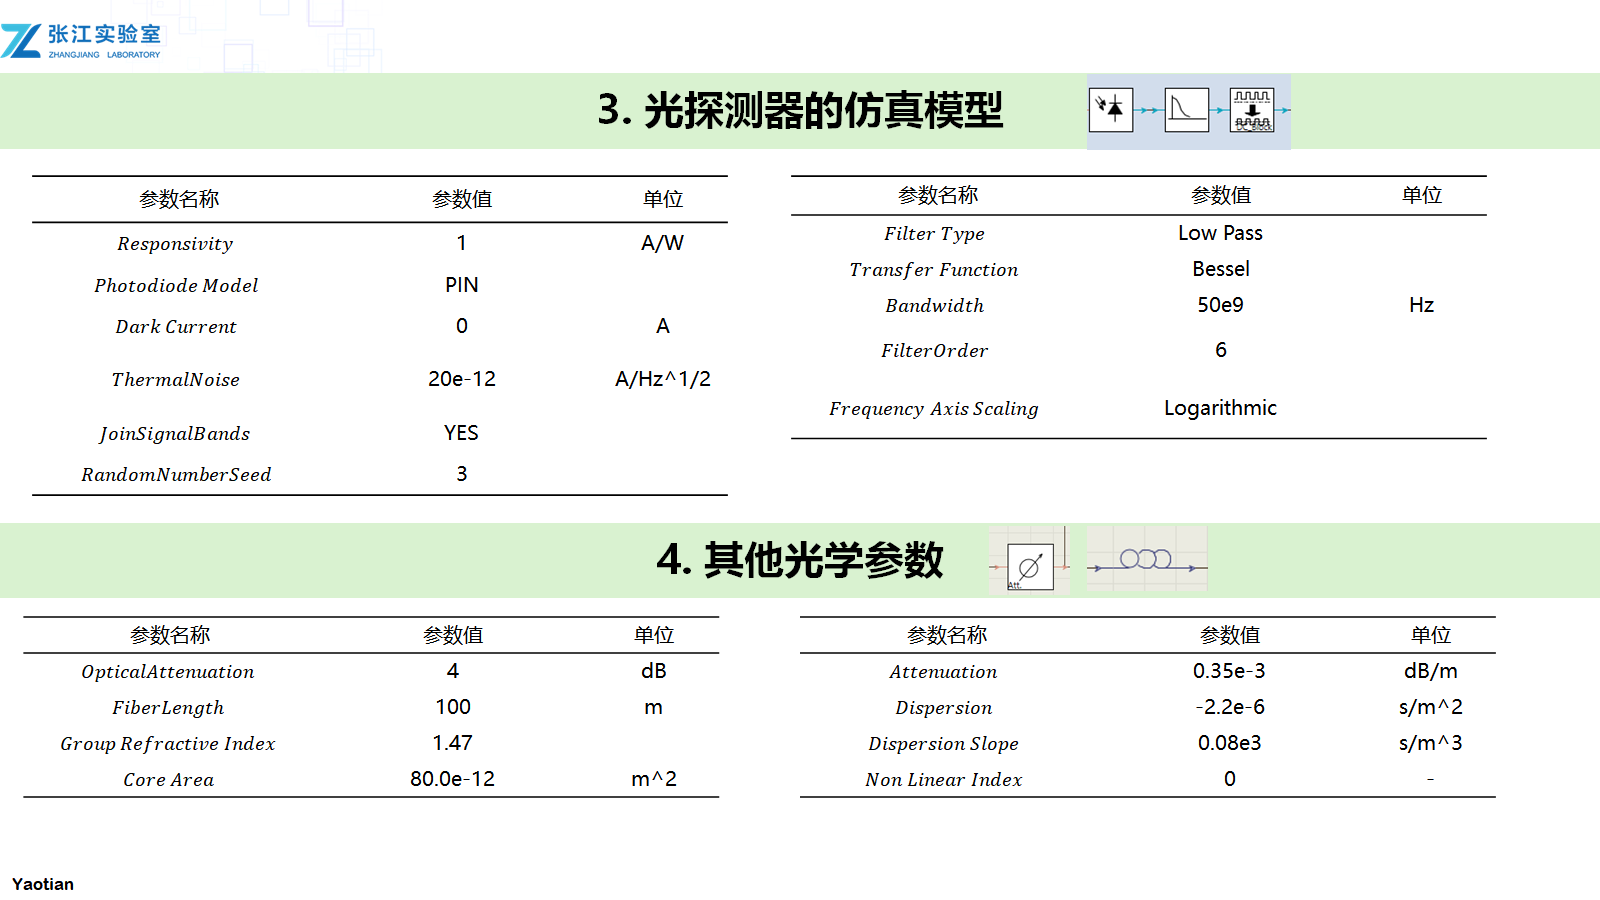 张江实验室
ZHANGJIANG LABORATORY
3. 光探测器的仿真模型
DC_Block
参数名称 参数值 单位
Responsivity 1 A/W
Photodiode Model PIN
Dark Current 0 A
ThermalNoise 20e-12 A/Hz^1/2
JoinSignalBands YES
RandomNumberSeed 3
参数名称 参数值 单位
Filter Type Low Pass
Transfer Function Bessel
Bandwidth 50e9 Hz
FilterOrder 6
Frequency Axis Scaling Logarithmic
4. 其他光学参数
Att.
参数名称 参数值 单位
OpticalAttenuation 4 dB
FiberLength 100 m
Group Refractive Index 1.47
Core Area 80.0e-12 m^2
参数名称 参数值 单位
Attenuation 0.35e-3 dB/m
Dispersion -2.2e-6 s/m^2
Dispersion Slope 0.08e3 s/m^3
Non Linear Index 0 -
Yaotian